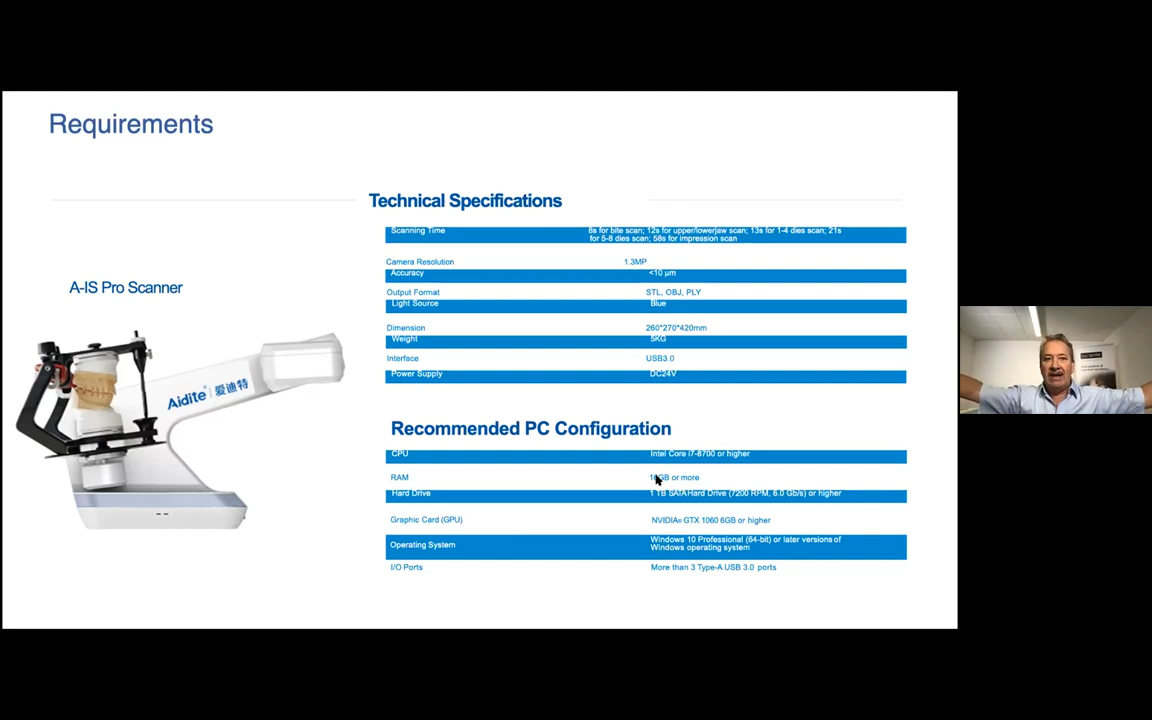 Requirements
Technical Specifications
Scanning Time 8s for bite scan; 12s for upper/lowerjaw scan; 13s for 1-4 dies scan; 21s
for 5-8 dies scan; 58s for impression scan
Camera Resolution 1.3MP
Accuracy <10 μm
Output Format STL, OBJ, PLY
Light Source Blue
Dimension 260*270*420mm
Weight 5KG
Interface USB3.0
Power Supply DC24V
A-IS Pro Scanner
Aidite 爱迪特
Recommended PC Configuration
CPU Intel Core i7-8700 or higher
RAM 16GB or more
Hard Drive 1 TB SATA Hard Drive (7200 RPM, 6.0 Gb/s) or higher
Graphic Card (GPU) NVIDIA® GTX 1060 6GB or higher
Operating System Windows 10 Professional (64-bit) or later versions of
Windows operating system
I/O Ports More than 3 Type-A USB 3.0 ports